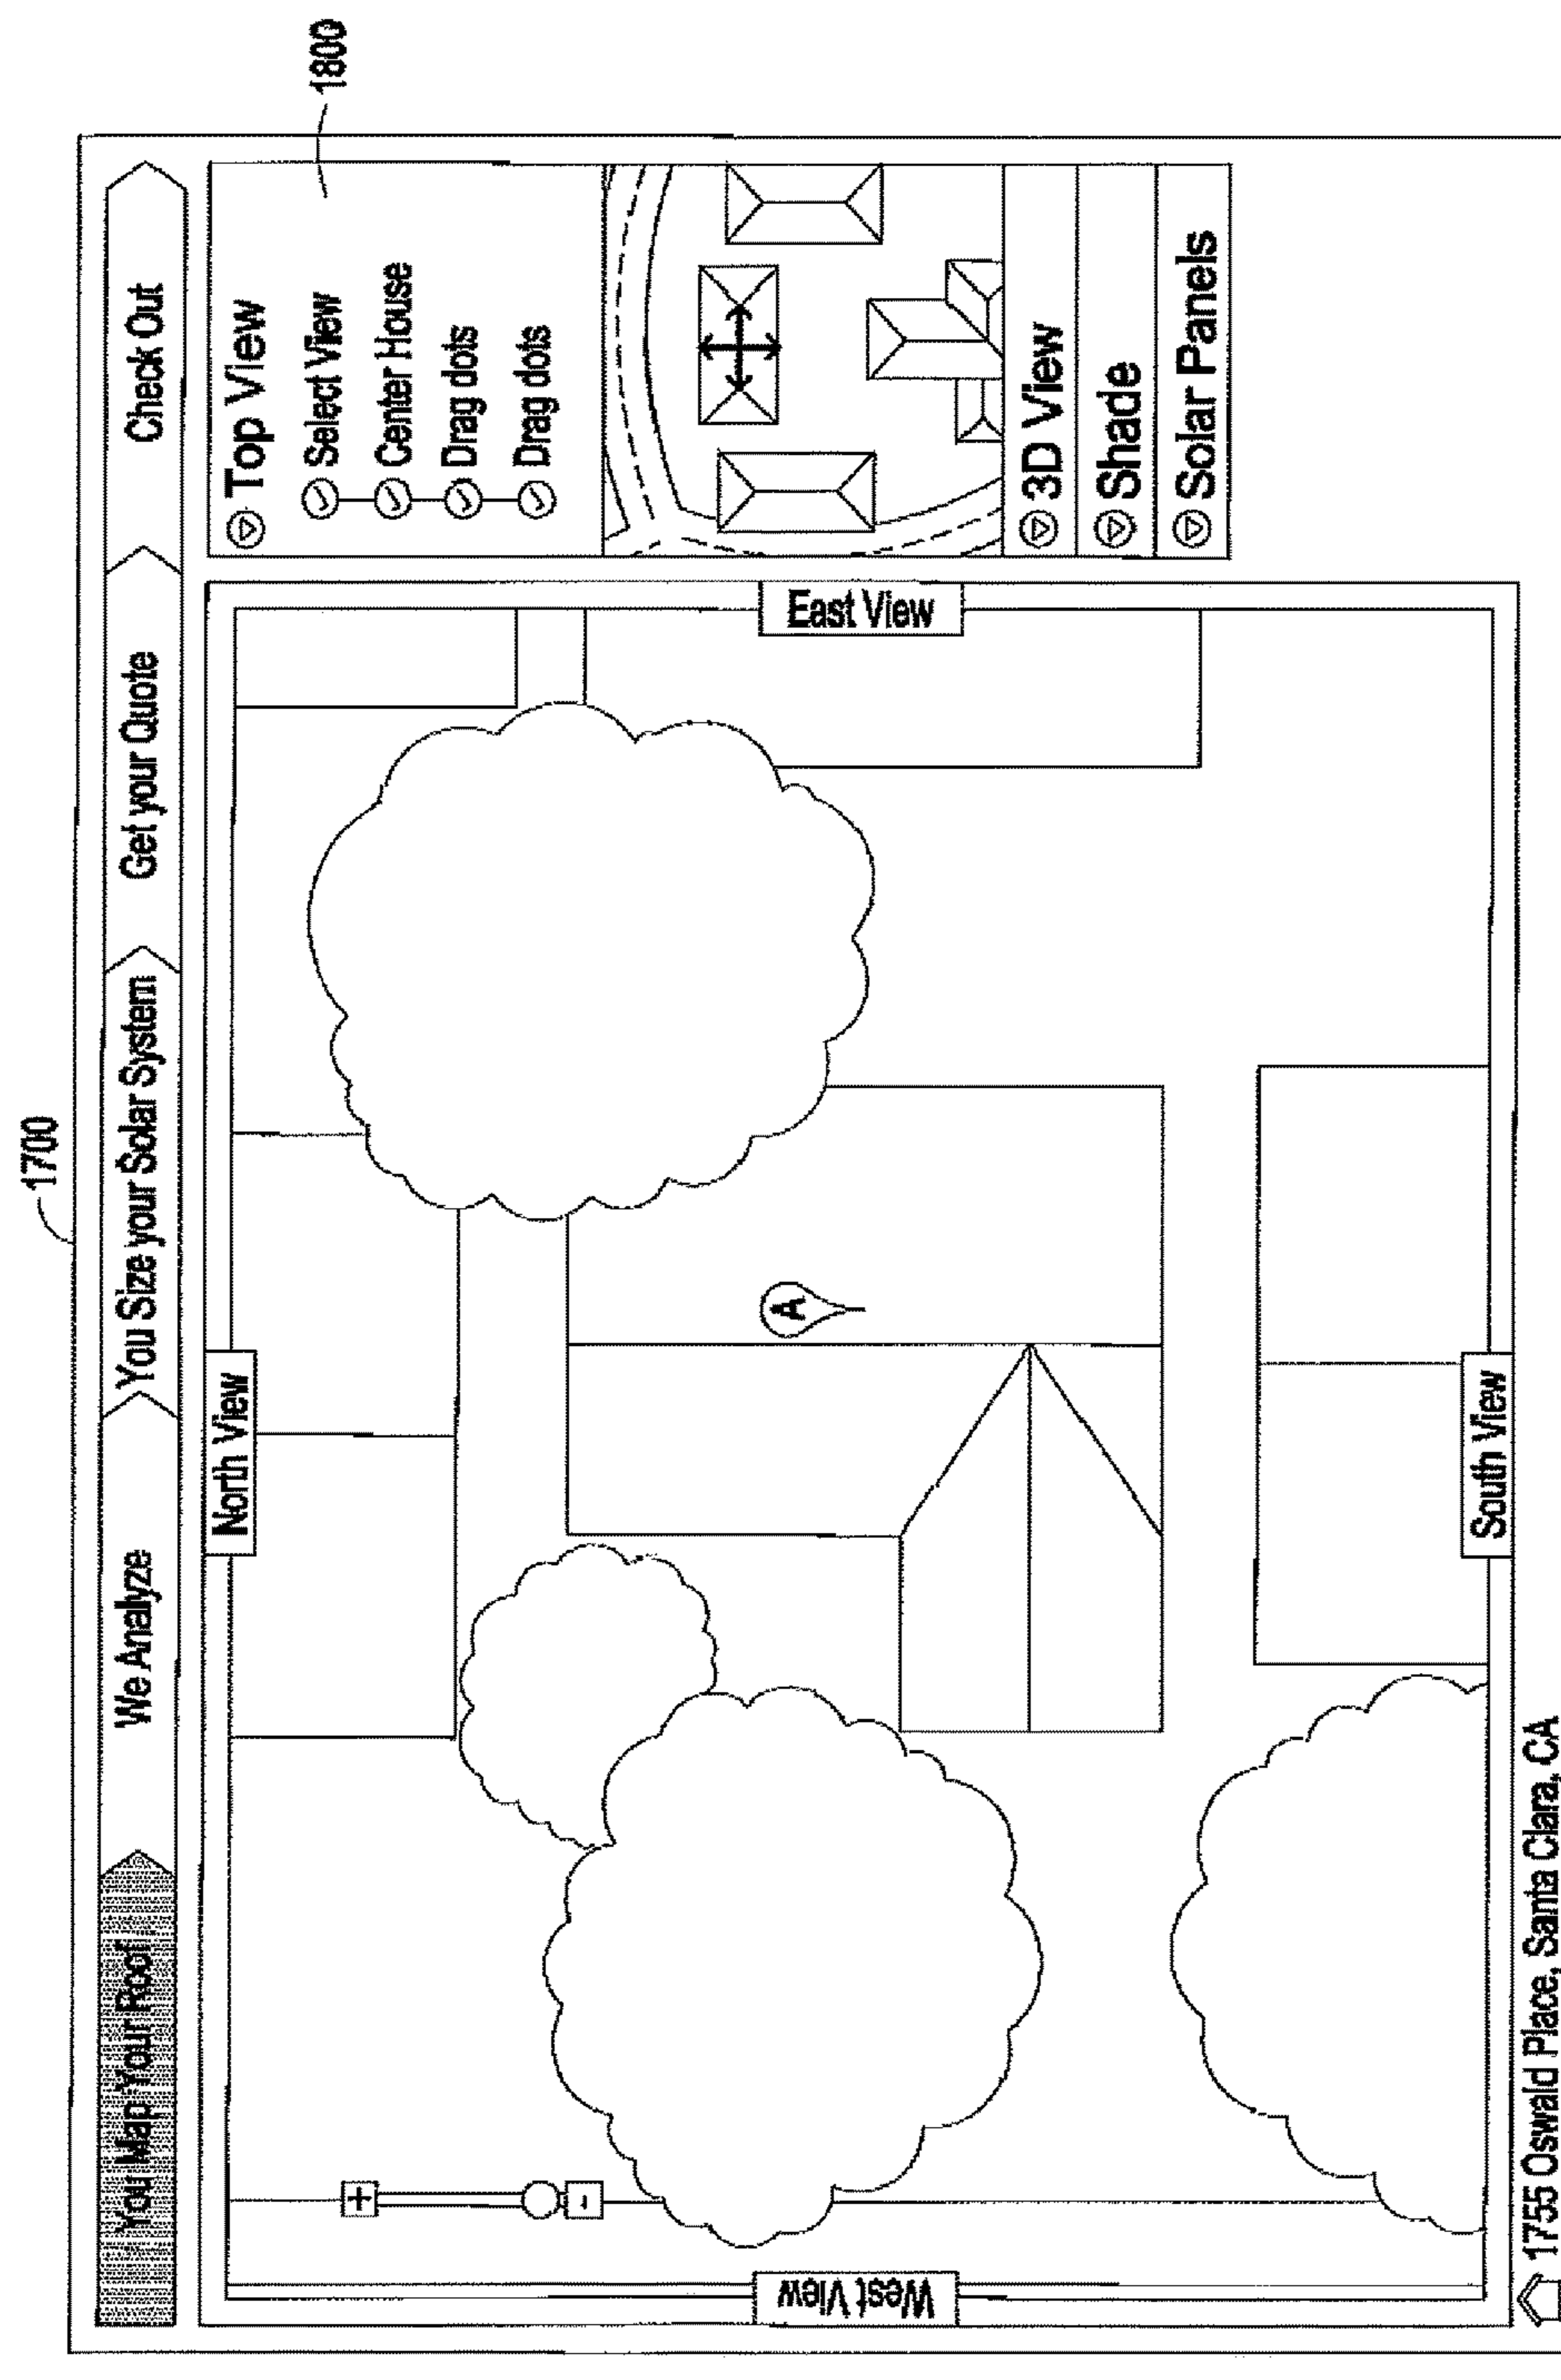 1700
You Map Your Roof
We Analyze
You Size your Solar System
Get your Quote
Check Out
1800
North View
West View
East View
South View
A
+
-
Top View
Select View
Center House
Drag dots
Drag dots
3D View
Shade
Solar Panels
1755 Oswald Place, Santa Clara, CA